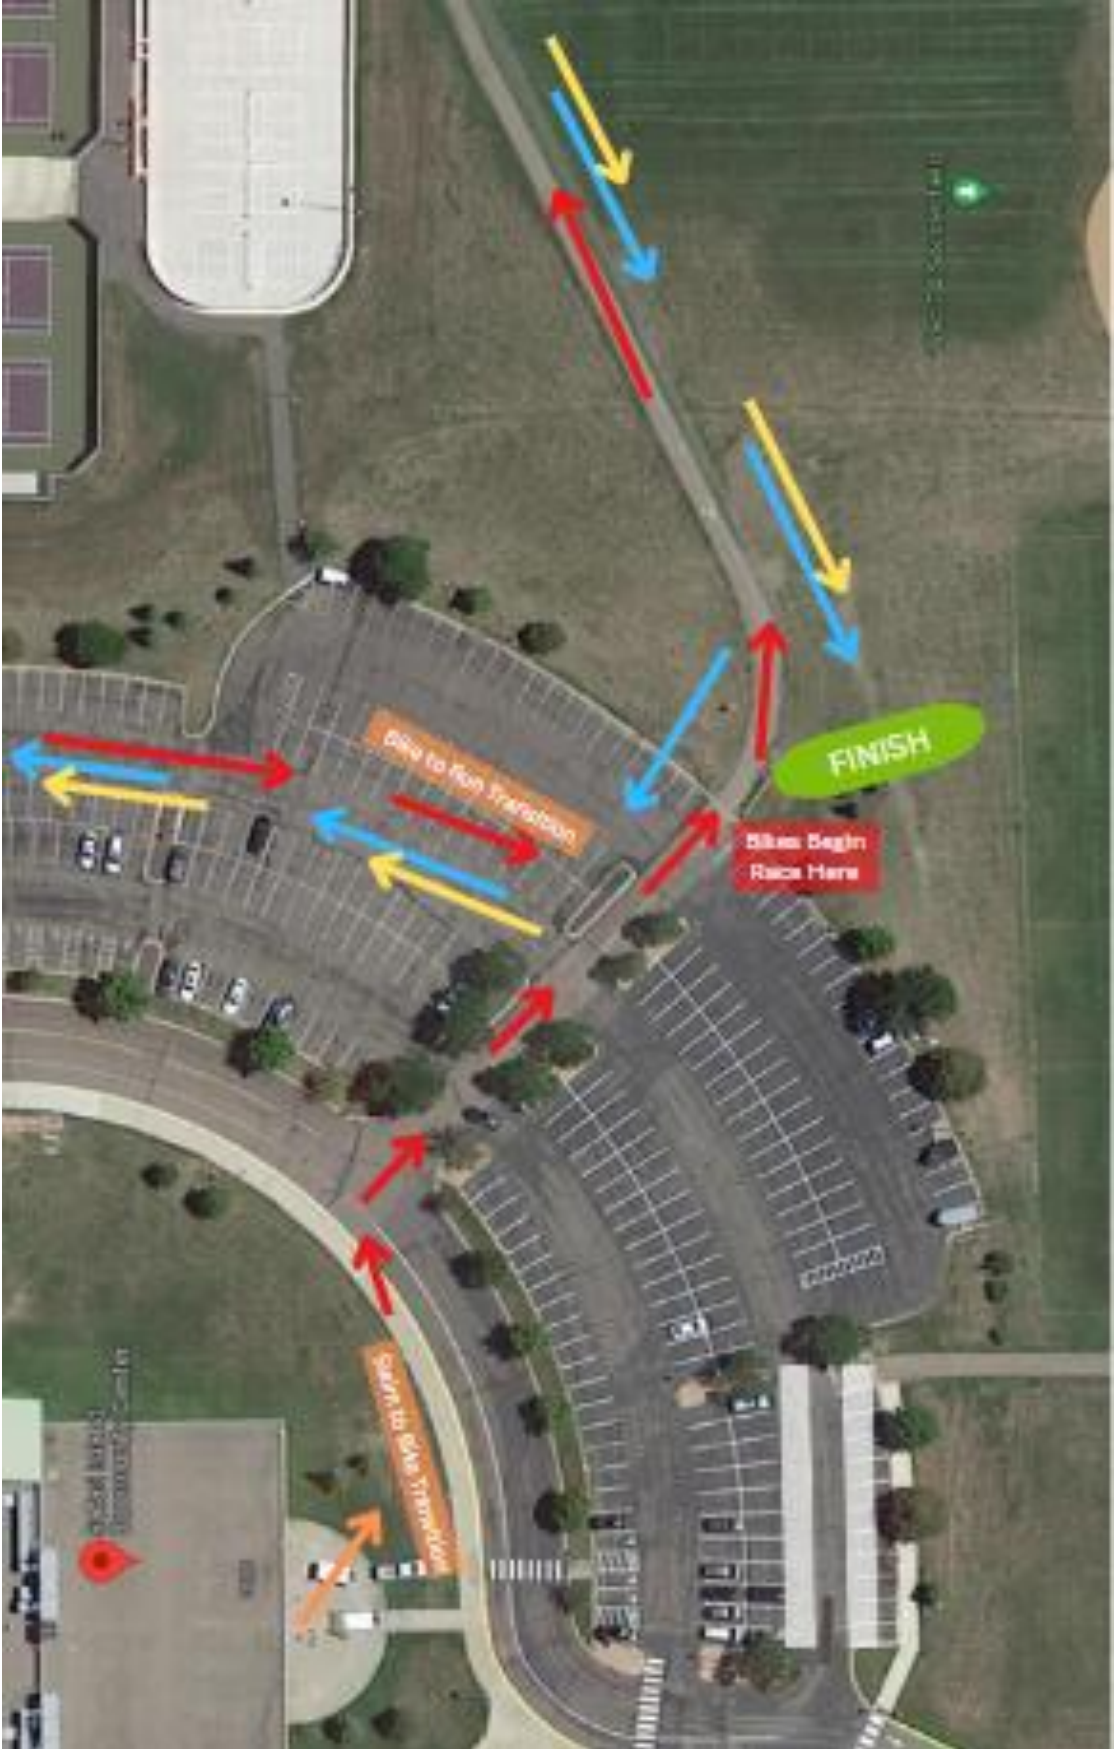 Bike to Run Transition
FINISH
Bikes Begin
Race Here
Swim to Bike Transition